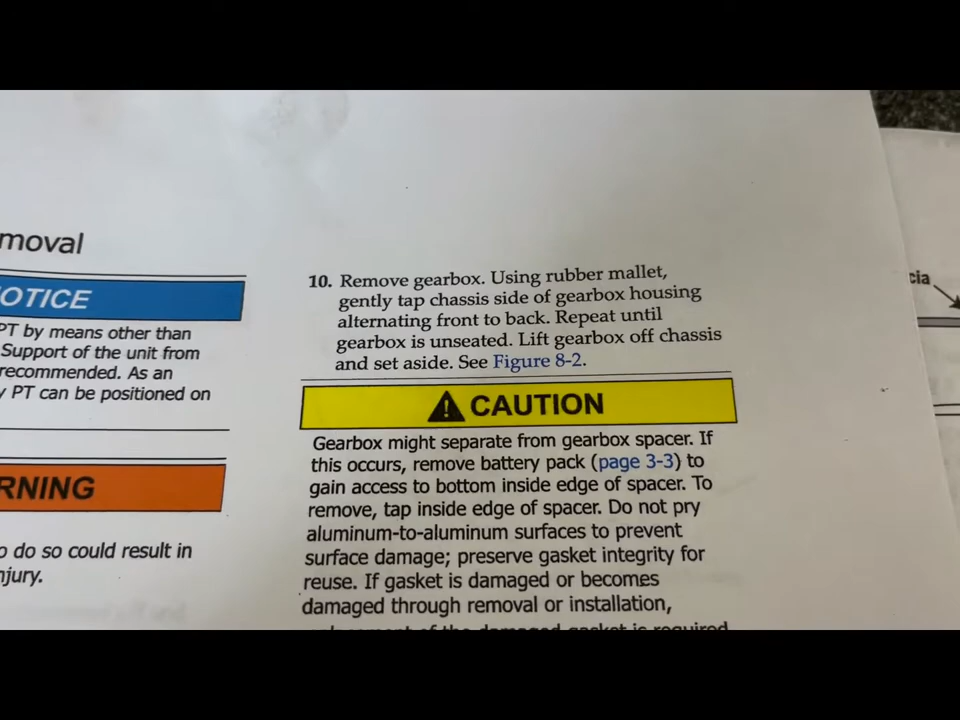 moval
OTICE
PT by means other than
Support of the unit from
recommended. As an
PT can be positioned on
RNING
do so could result in
njury.
10. Remove gearbox. Using rubber mallet,
gently tap chassis side of gearbox housing
alternating front to back. Repeat until
gearbox is unseated. Lift gearbox off chassis
and set aside. See Figure 8-2.
CAUTION
Gearbox might separate from gearbox spacer. If
this occurs, remove battery pack (page 3-3) to
gain access to bottom inside edge of spacer. To
remove, tap inside edge of spacer. Do not pry
aluminum-to-aluminum surfaces to prevent
surface damage; preserve gasket integrity for
reuse. If gasket is damaged or becomes
damaged through removal or installation,
of the damaged gasket is required
cia